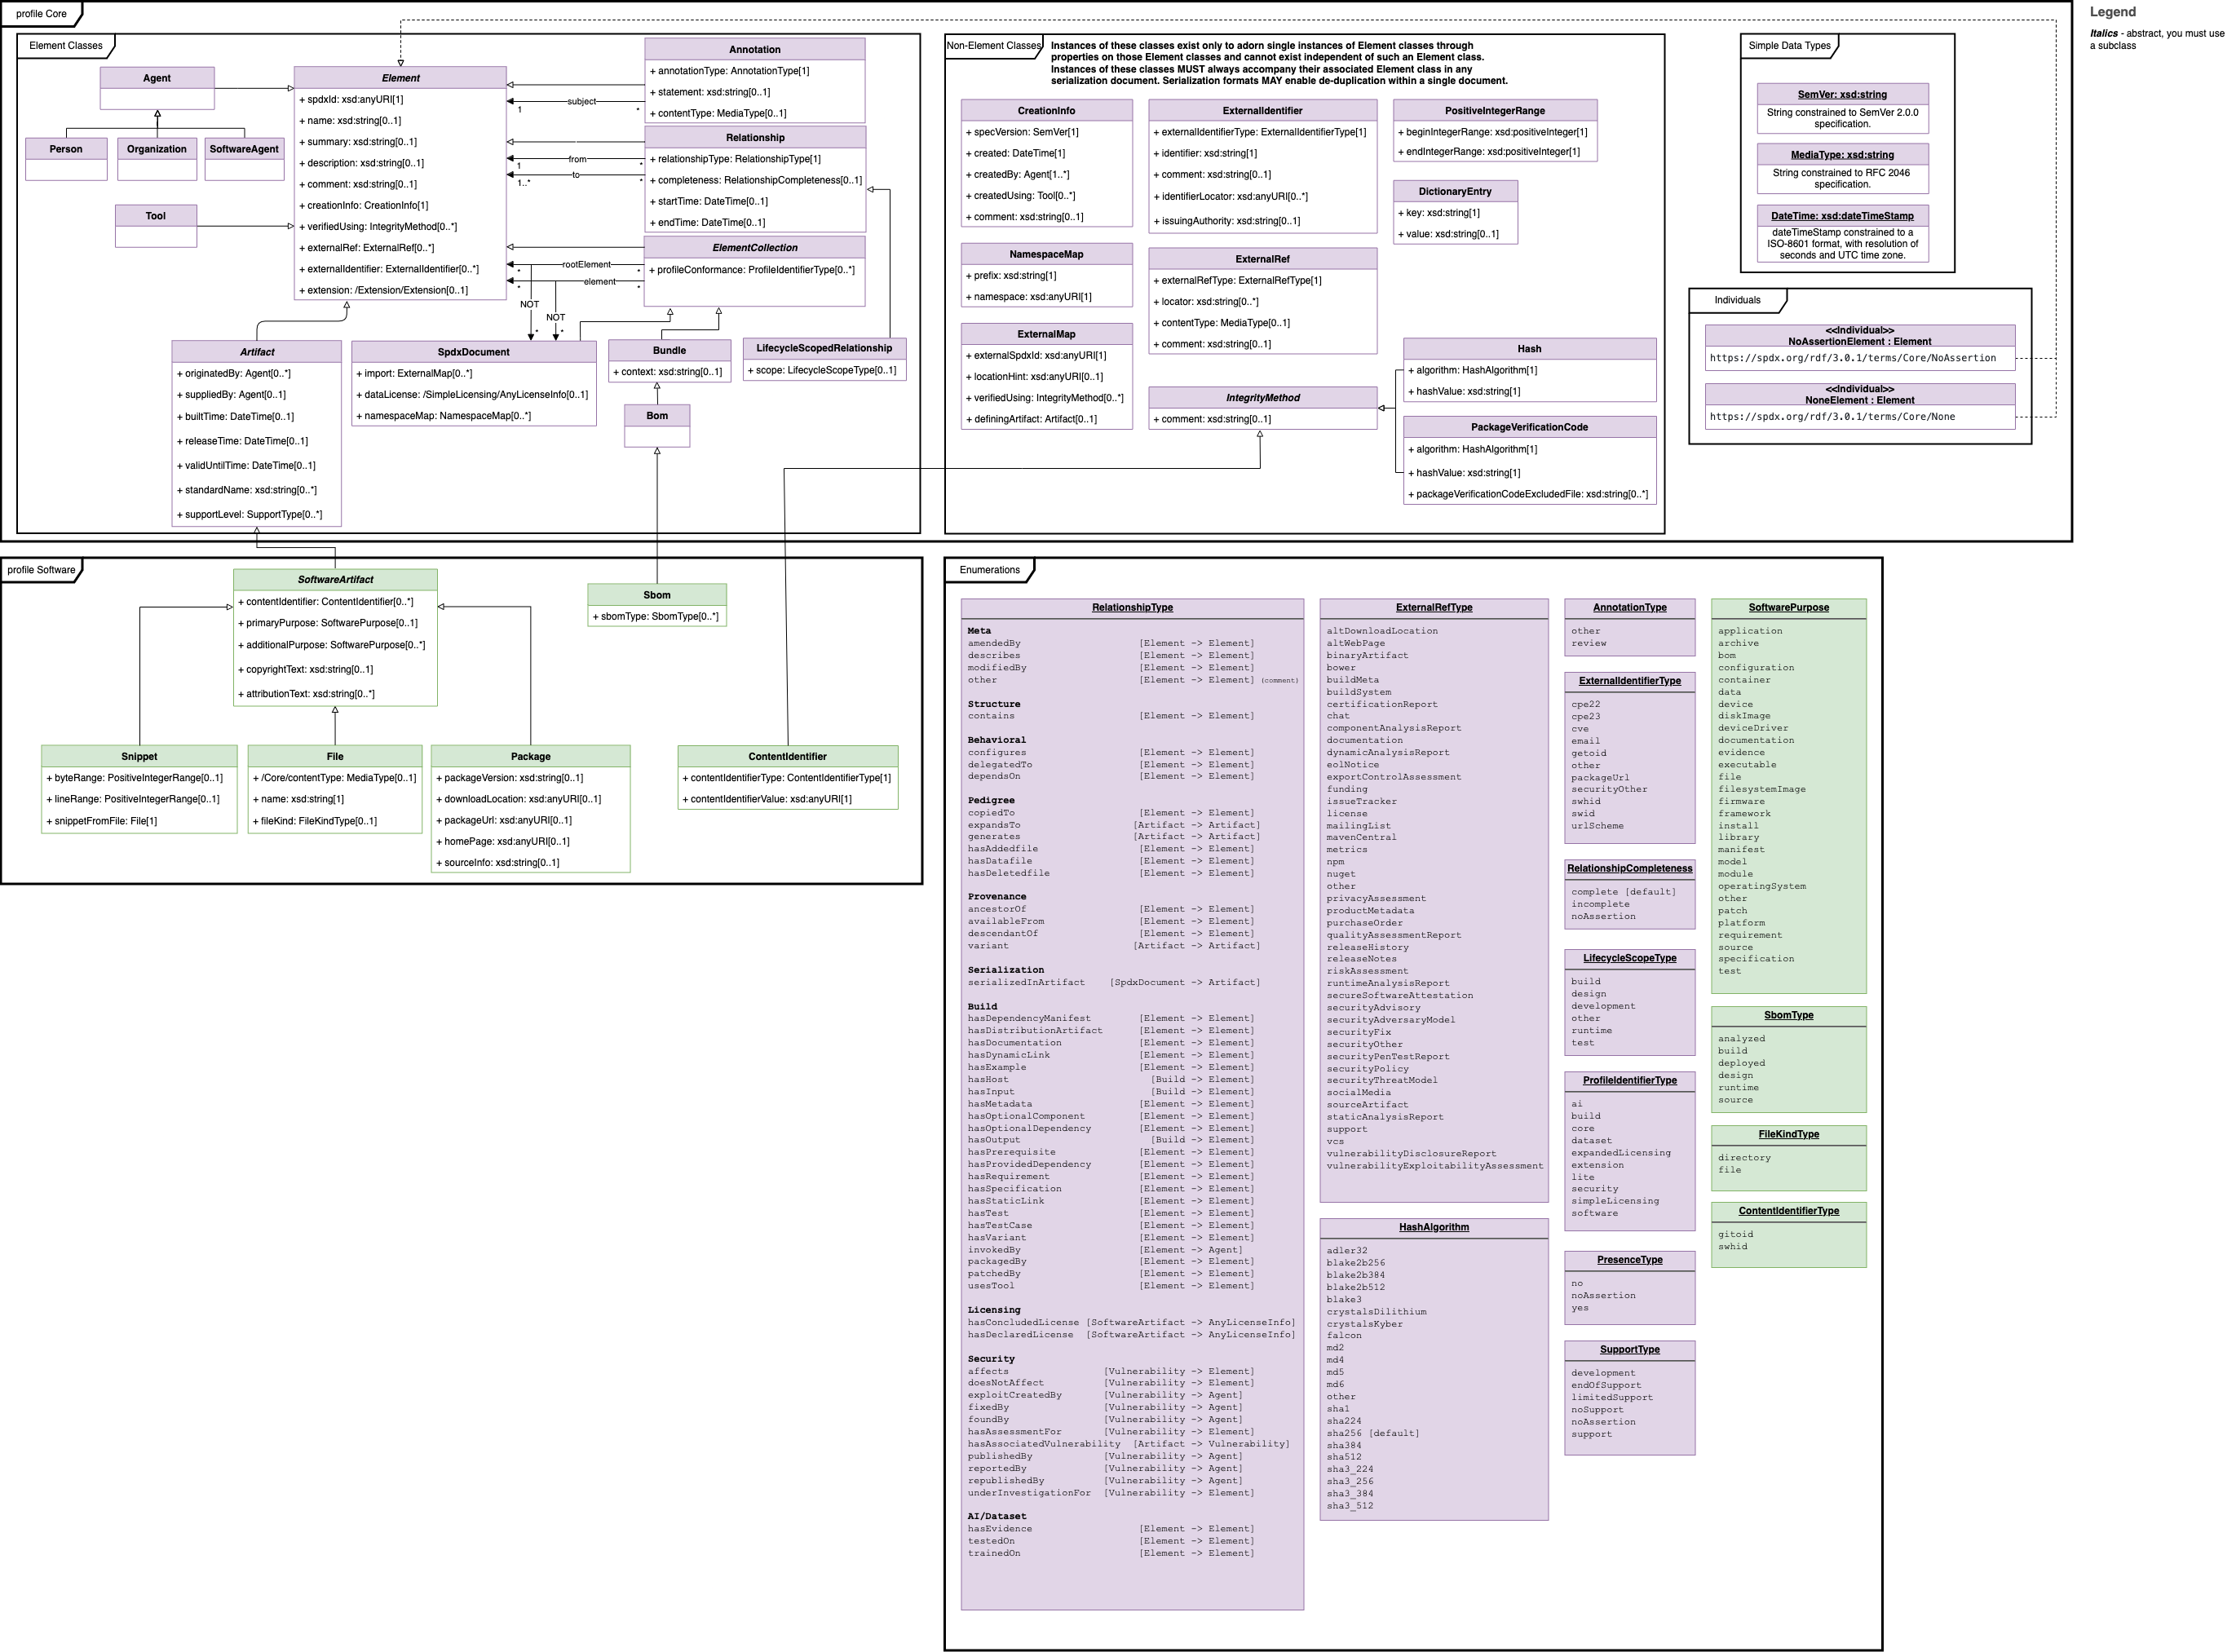 profile Core
Legend
Italics - abstract, you must use
a subclass
Element Classes
Agent
Person
Organization
SoftwareAgent
Tool
Element
+ spdxId: xsd:anyURI[1]
+ name: xsd:string[0..1]
+ summary: xsd:string[0..1]
+ description: xsd:string[0..1]
+ comment: xsd:string[0..1]
+ creationInfo: CreationInfo[1]
+ verifiedUsing: IntegrityMethod[0..*]
+ externalRef: ExternalRef[0..*]
+ externalIdentifier: ExternalIdentifier[0..*]
+ extension: /Extension/Extension[0..1]
subject
1
*
from
1
*
to
1..*
*
rootElement
*
*
element
*
*
NOT
*
NOT
*
Annotation
+ annotationType: AnnotationType[1]
+ statement: xsd:string[0..1]
+ contentType: MediaType[0..1]
Relationship
+ relationshipType: RelationshipType[1]
+ completeness: RelationshipCompleteness[0..1]
+ startTime: DateTime[0..1]
+ endTime: DateTime[0..1]
ElementCollection
+ profileConformance: ProfileIdentifierType[0..*]
Artifact
+ originatedBy: Agent[0..*]
+ suppliedBy: Agent[0..1]
+ builtTime: DateTime[0..1]
+ releaseTime: DateTime[0..1]
+ validUntilTime: DateTime[0..1]
+ standardName: xsd:string[0..*]
+ supportLevel: SupportType[0..*]
SpdxDocument
+ import: ExternalMap[0..*]
+ dataLicense: /SimpleLicensing/AnyLicenseInfo[0..1]
+ namespaceMap: NamespaceMap[0..*]
Bundle
+ context: xsd:string[0..1]
LifecycleScopedRelationship
+ scope: LifecycleScopeType[0..1]
Bom
Non-Element Classes
Instances of these classes exist only to adorn single instances of Element classes through
properties on those Element classes and cannot exist independent of such an Element class.
Instances of these classes MUST always accompany their associated Element class in any
serialization document. Serialization formats MAY enable de-duplication within a single document.
CreationInfo
+ specVersion: SemVer[1]
+ created: DateTime[1]
+ createdBy: Agent[1..*]
+ createdUsing: Tool[0..*]
+ comment: xsd:string[0..1]
NamespaceMap
+ prefix: xsd:string[1]
+ namespace: xsd:anyURI[1]
ExternalMap
+ externalSpdxId: xsd:anyURI[1]
+ locationHint: xsd:anyURI[0..1]
+ verifiedUsing: IntegrityMethod[0..*]
+ definingArtifact: Artifact[0..1]
ExternalIdentifier
+ externalIdentifierType: ExternalIdentifierType[1]
+ identifier: xsd:string[1]
+ comment: xsd:string[0..1]
+ identifierLocator: xsd:anyURI[0..*]
+ issuingAuthority: xsd:string[0..1]
ExternalRef
+ externalRefType: ExternalRefType[1]
+ locator: xsd:string[0..*]
+ contentType: MediaType[0..1]
+ comment: xsd:string[0..1]
IntegrityMethod
+ comment: xsd:string[0..1]
PositiveIntegerRange
+ beginIntegerRange: xsd:positiveInteger[1]
+ endIntegerRange: xsd:positiveInteger[1]
DictionaryEntry
+ key: xsd:string[1]
+ value: xsd:string[0..1]
Hash
+ algorithm: HashAlgorithm[1]
+ hashValue: xsd:string[1]
PackageVerificationCode
+ algorithm: HashAlgorithm[1]
+ hashValue: xsd:string[1]
+ packageVerificationCodeExcludedFile: xsd:string[0..*]
Simple Data Types
SemVer: xsd:string
String constrained to SemVer 2.0.0
specification.
MediaType: xsd:string
String constrained to RFC 2046
specification.
DateTime: xsd:dateTimeStamp
dateTimeStamp constrained to a
ISO-8601 format, with resolution of
seconds and UTC time zone.
Individuals
<<Individual>>
NoAssertionElement : Element
https://spdx.org/rdf/3.0.1/terms/Core/NoAssertion
<<Individual>>
NoneElement : Element
https://spdx.org/rdf/3.0.1/terms/Core/None
profile Software
SoftwareArtifact
+ contentIdentifier: ContentIdentifier[0..*]
+ primaryPurpose: SoftwarePurpose[0..1]
+ additionalPurpose: SoftwarePurpose[0..*]
+ copyrightText: xsd:string[0..1]
+ attributionText: xsd:string[0..*]
Sbom
+ sbomType: SbomType[0..*]
Snippet
+ byteRange: PositiveIntegerRange[0..1]
+ lineRange: PositiveIntegerRange[0..1]
+ snippetFromFile: File[1]
File
+ /Core/contentType: MediaType[0..1]
+ name: xsd:string[1]
+ fileKind: FileKindType[0..1]
Package
+ packageVersion: xsd:string[0..1]
+ downloadLocation: xsd:anyURI[0..1]
+ packageUrl: xsd:anyURI[0..1]
+ homePage: xsd:anyURI[0..1]
+ sourceInfo: xsd:string[0..1]
ContentIdentifier
+ contentIdentifierType: ContentIdentifierType[1]
+ contentIdentifierValue: xsd:anyURI[1]
Enumerations
RelationshipType
Meta
amendedBy [Element -> Element]
describes [Element -> Element]
modifiedBy [Element -> Element]
other [Element -> Element] (comment)
Structure
contains [Element -> Element]
Behavioral
configures [Element -> Element]
delegatedTo [Element -> Element]
dependsOn [Element -> Element]
Pedigree
copiedTo [Element -> Element]
expandsTo [Artifact -> Artifact]
generates [Artifact -> Artifact]
hasAddedfile [Element -> Element]
hasDatafile [Element -> Element]
hasDeletedfile [Element -> Element]
Provenance
ancestorOf [Element -> Element]
availableFrom [Element -> Element]
descendantOf [Element -> Element]
variant [Artifact -> Artifact]
Serialization
serializedInArtifact [SpdxDocument -> Artifact]
Build
hasDependencyManifest [Element -> Element]
hasDistributionArtifact [Element -> Element]
hasDocumentation [Element -> Element]
hasDynamicLink [Element -> Element]
hasExample [Element -> Element]
hasHost [Build -> Element]
hasInput [Build -> Element]
hasMetadata [Element -> Element]
hasOptionalComponent [Element -> Element]
hasOptionalDependency [Element -> Element]
hasOutput [Build -> Element]
hasPrerequisite [Element -> Element]
hasProvidedDependency [Element -> Element]
hasRequirement [Element -> Element]
hasSpecification [Element -> Element]
hasStaticLink [Element -> Element]
hasTest [Element -> Element]
hasTestCase [Element -> Element]
hasVariant [Element -> Element]
invokedBy [Element -> Agent]
packagedBy [Element -> Element]
patchedBy [Element -> Element]
usesTool [Element -> Element]
Licensing
hasConcludedLicense [SoftwareArtifact -> AnyLicenseInfo]
hasDeclaredLicense [SoftwareArtifact -> AnyLicenseInfo]
Security
affects [Vulnerability -> Element]
doesNotAffect [Vulnerability -> Element]
exploitCreatedBy [Vulnerability -> Agent]
fixedBy [Vulnerability -> Agent]
foundBy [Vulnerability -> Agent]
hasAssessmentFor [Vulnerability -> Element]
hasAssociatedVulnerability [Artifact -> Vulnerability]
publishedBy [Vulnerability -> Agent]
reportedBy [Vulnerability -> Agent]
republishedBy [Vulnerability -> Agent]
underInvestigationFor [Vulnerability -> Element]
AI/Dataset
hasEvidence [Element -> Element]
testedOn [Element -> Element]
trainedOn [Element -> Element]
ExternalRefType
altDownloadLocation
altWebPage
binaryArtifact
bower
buildMeta
buildSystem
certificationReport
chat
componentAnalysisReport
documentation
dynamicAnalysisReport
eolNotice
exportControlAssessment
funding
issueTracker
license
mailingList
mavenCentral
metrics
npm
nuget
other
privacyAssessment
productMetadata
purchaseOrder
qualityAssessmentReport
releaseHistory
releaseNotes
riskAssessment
runtimeAnalysisReport
secureSoftwareAttestation
securityAdvisory
securityAdversaryModel
securityFix
securityOther
securityPenTestReport
securityPolicy
securityThreatModel
socialMedia
sourceArtifact
staticAnalysisReport
support
vcs
vulnerabilityDisclosureReport
vulnerabilityExploitabilityAssessment
HashAlgorithm
adler32
blake2b256
blake2b384
blake2b512
blake3
crystalsDilithium
crystalsKyber
falcon
md2
md4
md5
md6
other
sha1
sha224
sha256 [default]
sha384
sha512
sha3_224
sha3_256
sha3_384
sha3_512
AnnotationType
other
review
ExternalIdentifierType
cpe22
cpe23
cve
email
getoid
other
packageUrl
securityOther
swhid
swid
urlScheme
RelationshipCompleteness
complete [default]
incomplete
noAssertion
LifecycleScopeType
build
design
development
other
runtime
test
ProfileIdentifierType
ai
build
core
dataset
expandedLicensing
extension
lite
security
simpleLicensing
software
PresenceType
no
noAssertion
yes
SupportType
development
endOfSupport
limitedSupport
noSupport
noAssertion
support
SoftwarePurpose
application
archive
bom
configuration
container
data
device
diskImage
deviceDriver
documentation
evidence
executable
file
filesystemImage
firmware
framework
install
library
manifest
model
module
operatingSystem
other
patch
platform
requirement
source
specification
test
SbomType
analyzed
build
deployed
design
runtime
source
FileKindType
directory
file
ContentIdentifierType
gitoid
swhid